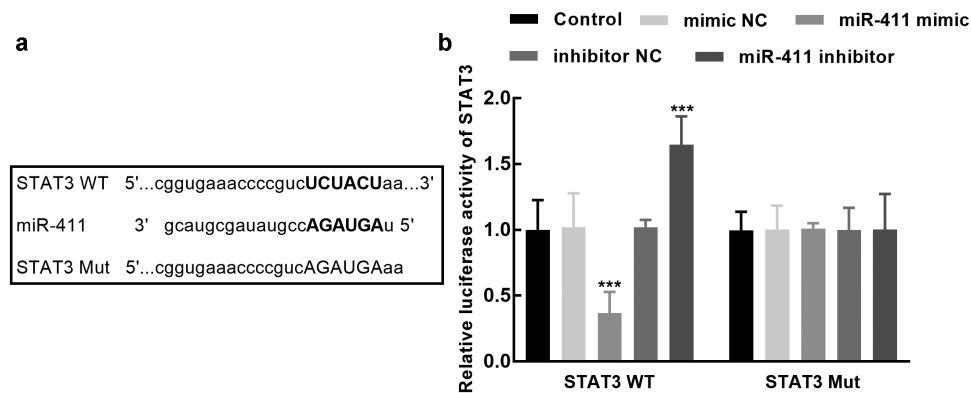 a
STAT3 WT 5'...cggugaaaccccgucUCUACUaa...3'
miR-411 3' gcaugcgauaugccAGAUGAu 5'
STAT3 Mut 5'...cggugaaaccccgucAGAUGAaa
b
Control mimic NC miR-411 mimic
inhibitor NC miR-411 inhibitor
Relative luciferase activity of STAT3
2.0
1.5
1.0
0.5
0.0
***
***
STAT3 WT STAT3 Mut